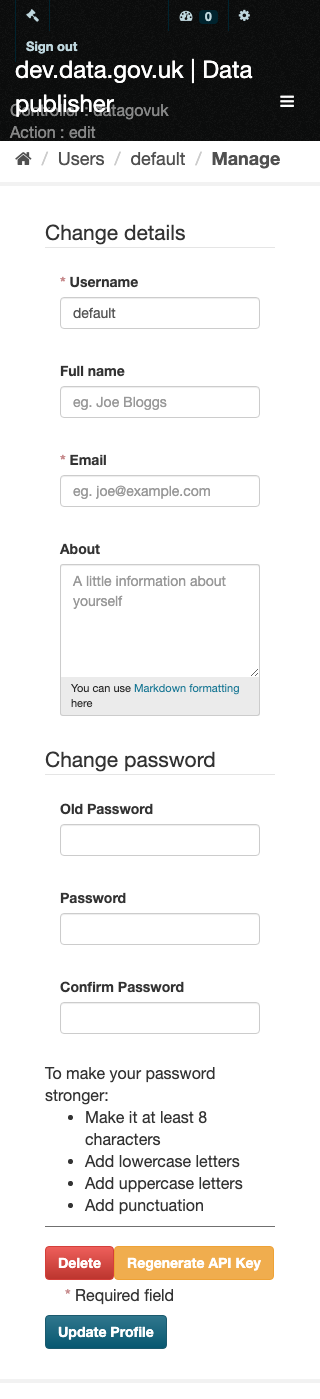 0
Sign out
dev.data.gov.uk | Data
publisher
Controller : datagovuk
Action : edit
/ Users / default / Manage
Change details
* Username
default
Full name
eg. Joe Bloggs
* Email
eg. joe@example.com
About
A little information about
yourself
You can use Markdown formatting
here
Change password
Old Password
Password
Confirm Password
To make your password
stronger:
• Make it at least 8
characters
• Add lowercase letters
• Add uppercase letters
• Add punctuation
Delete Regenerate API Key
* Required field
Update Profile